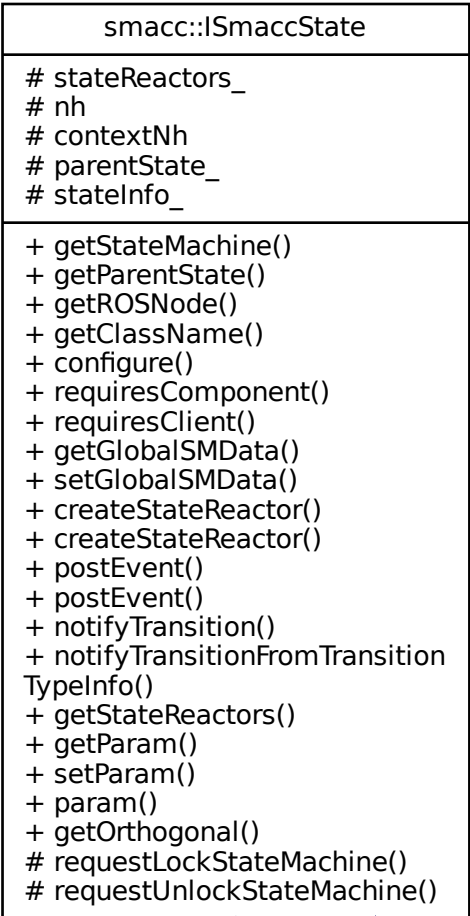 smacc::ISmaccState
# stateReactors_
# nh
# contextNh
# parentState_
# stateInfo_
+ getStateMachine()
+ getParentState()
+ getROSNode()
+ getClassName()
+ configure()
+ requiresComponent()
+ requiresClient()
+ getGlobalSMData()
+ setGlobalSMData()
+ createStateReactor()
+ createStateReactor()
+ postEvent()
+ postEvent()
+ notifyTransition()
+ notifyTransitionFromTransition
TypeInfo()
+ getStateReactors()
+ getParam()
+ setParam()
+ param()
+ getOrthogonal()
# requestLockStateMachine()
# requestUnlockStateMachine()